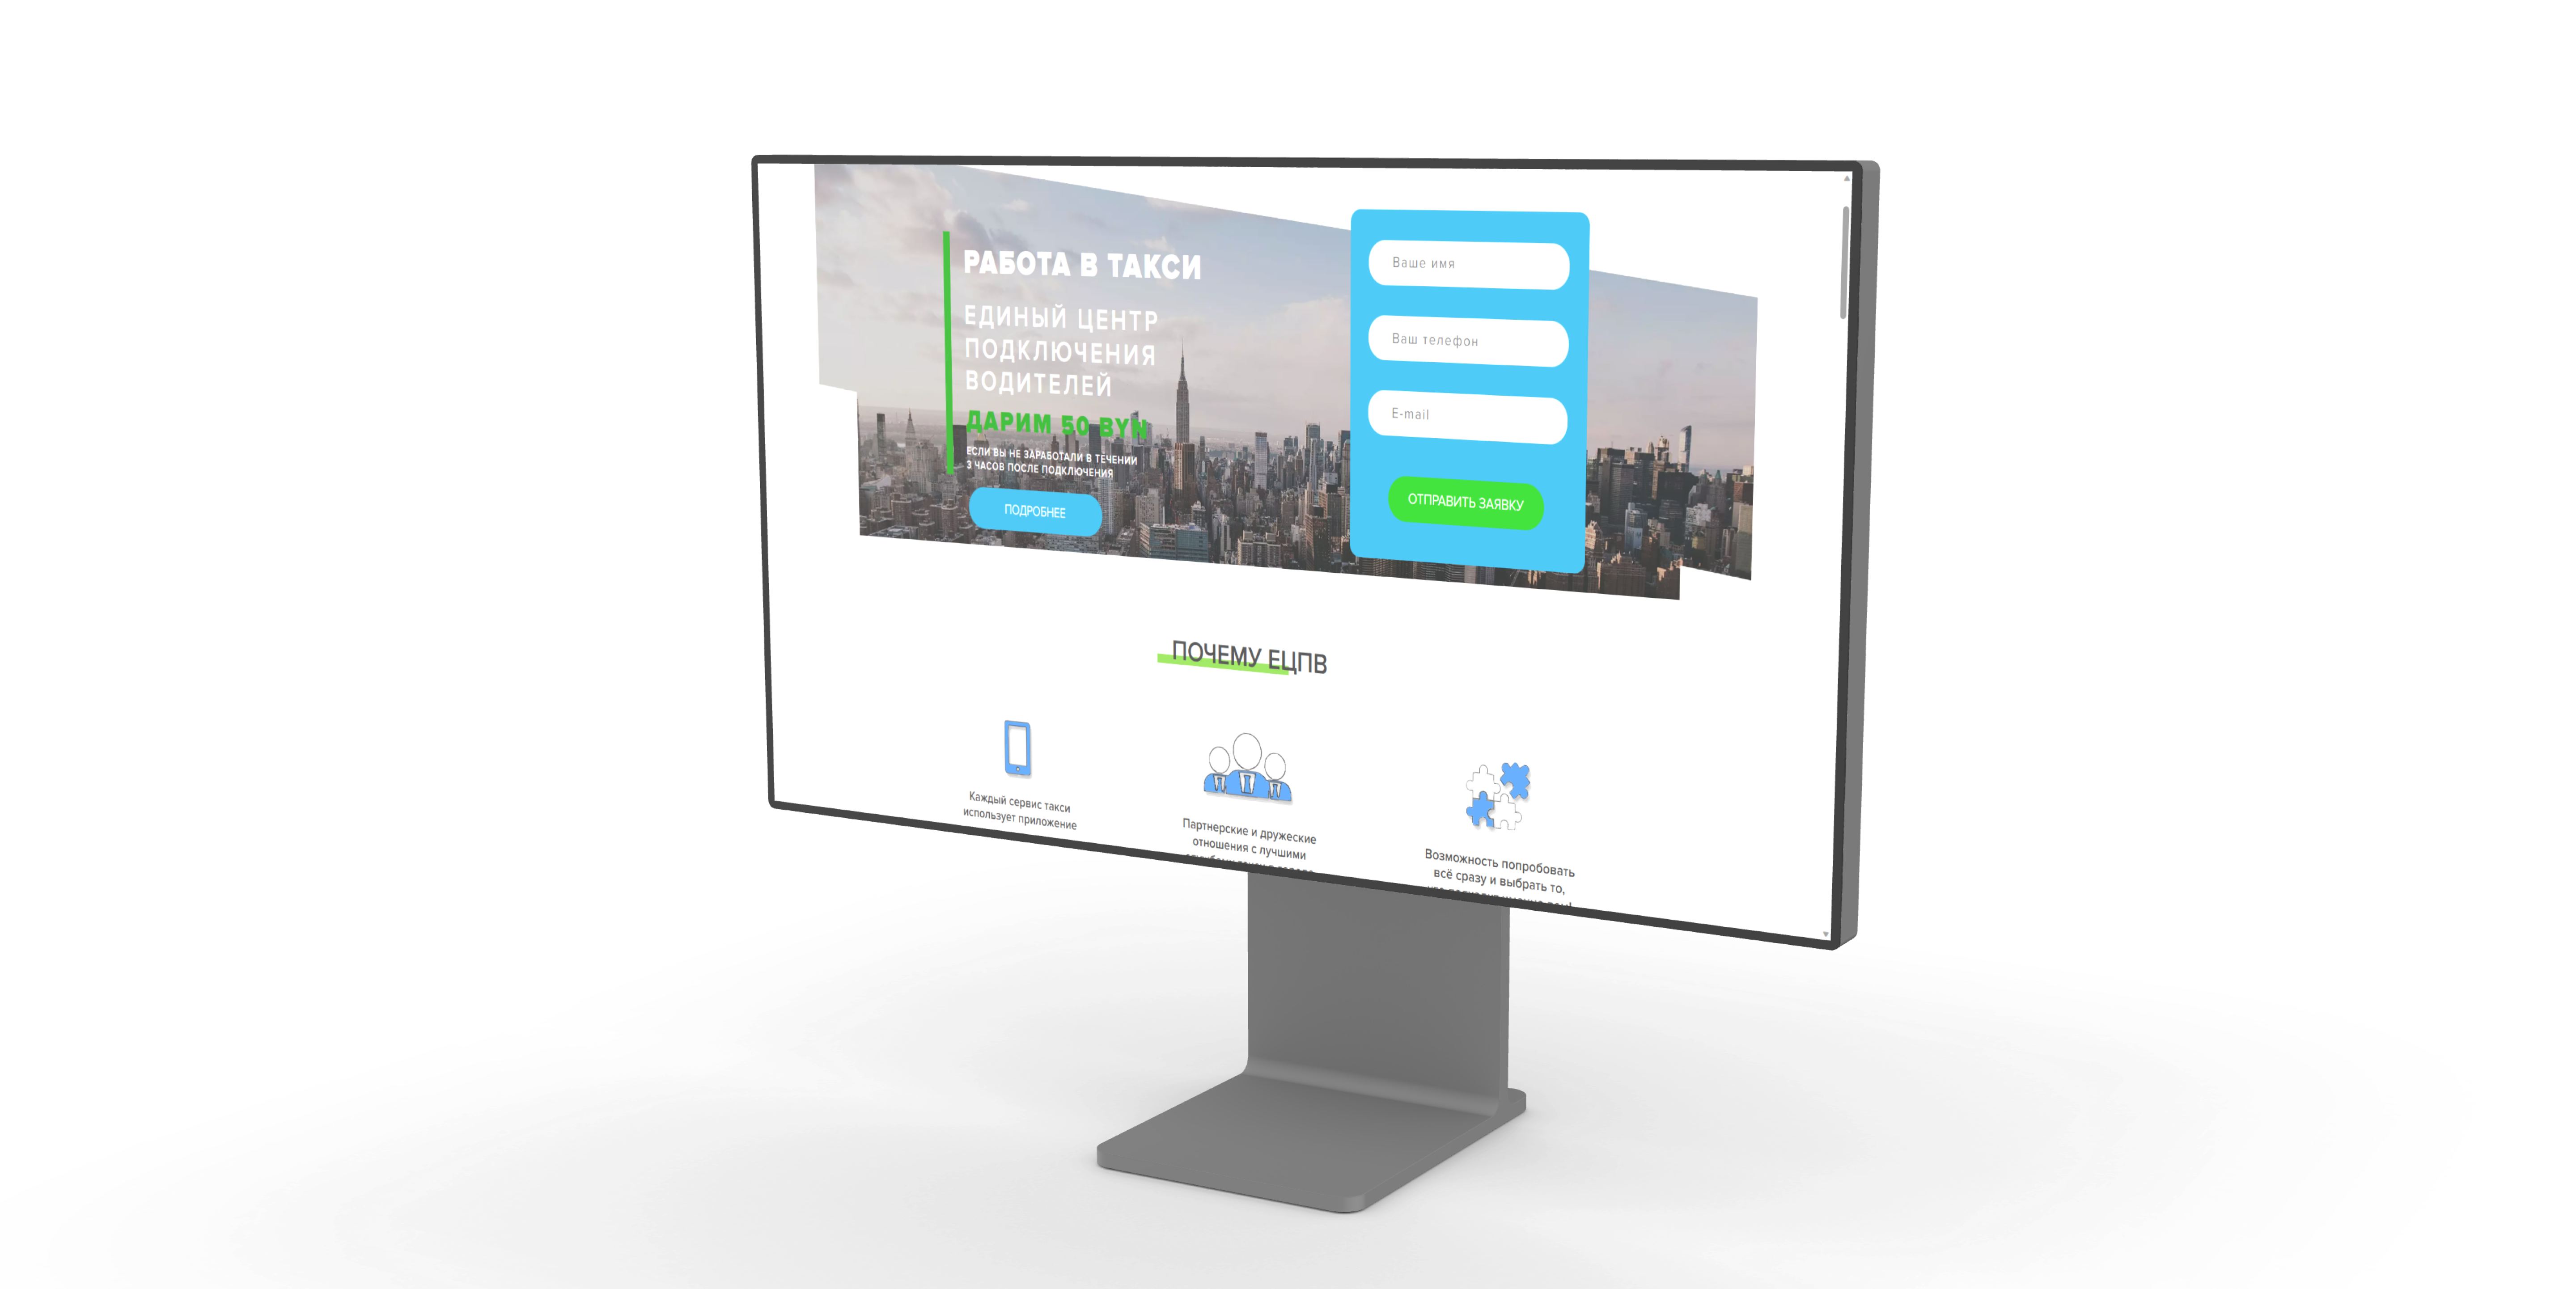 РАБОТА В ТАКСИ
ЕДИНЫЙ ЦЕНТР
ПОДКЛЮЧЕНИЯ
ВОДИТЕЛЕЙ
ДАРИМ 50 BYN
ЕСЛИ ВЫ НЕ ЗАРАБОТАЛИ В ТЕЧЕНИИ
3 ЧАСОВ ПОСЛЕ ПОДКЛЮЧЕНИЯ
ПОДРОБНЕЕ
Ваше имя
Ваш телефон
E-mail
ОТПРАВИТЬ ЗАЯВКУ
ПОЧЕМУ ЕЦПВ
Каждый сервис такси
использует приложение
Партнерские и дружеские
отношения с лучшими
Возможность попробовать
всё сразу и выбрать то,